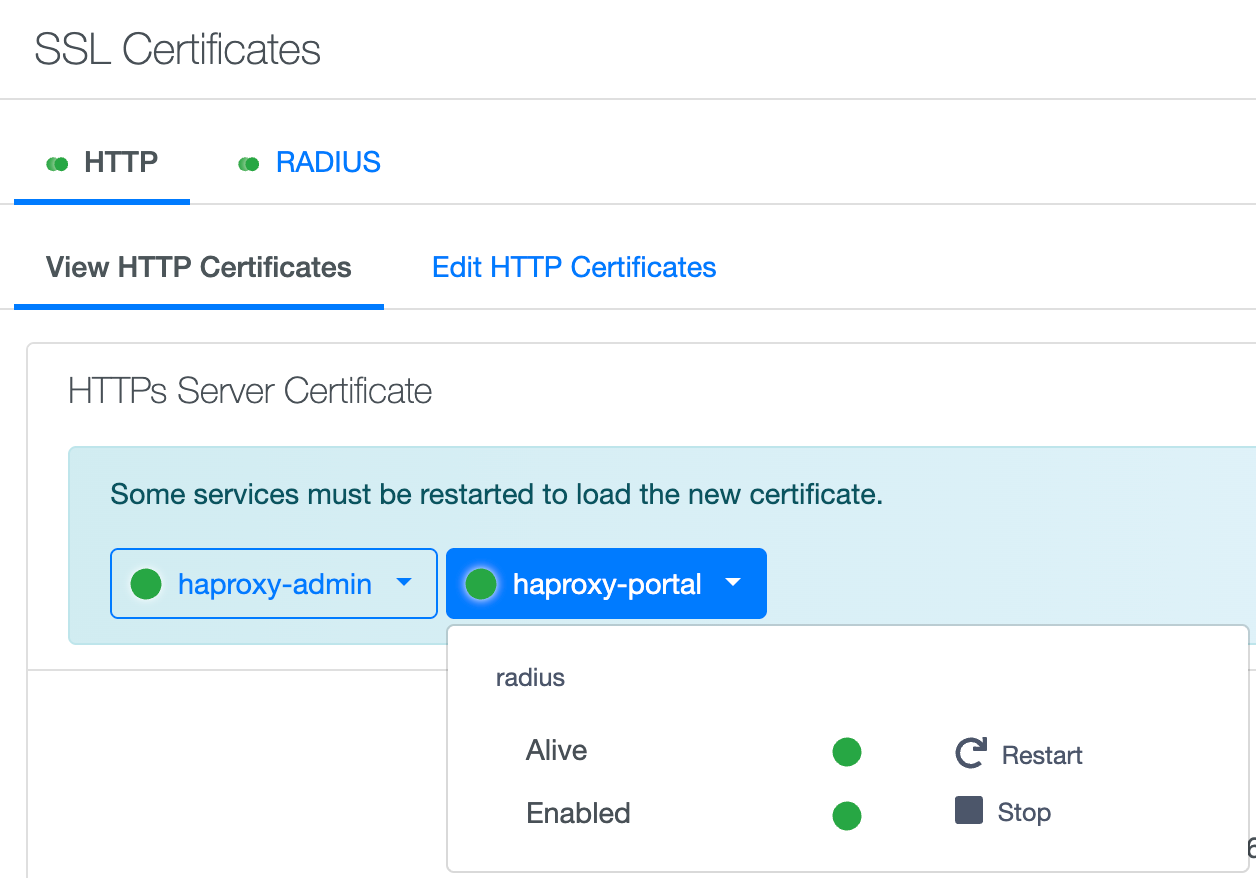 SSL Certificates
HTTP RADIUS
View HTTP Certificates Edit HTTP Certificates
HTTPs Server Certificate
Some services must be restarted to load the new certificate.
haproxy-admin haproxy-portal
radius
Alive Restart
Enabled Stop